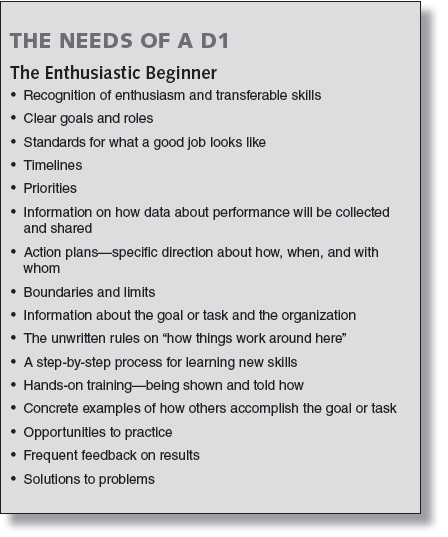 THE NEEDS OF A D1
The Enthusiastic Beginner
• Recognition of enthusiasm and transferable skills
• Clear goals and roles
• Standards for what a good job looks like
• Timelines
• Priorities
• Information on how data about performance will be collected
and shared
• Action plans—specific direction about how, when, and with
whom
• Boundaries and limits
• Information about the goal or task and the organization
• The unwritten rules on “how things work around here”
• A step-by-step process for learning new skills
• Hands-on training—being shown and told how
• Concrete examples of how others accomplish the goal or task
• Opportunities to practice
• Frequent feedback on results
• Solutions to problems